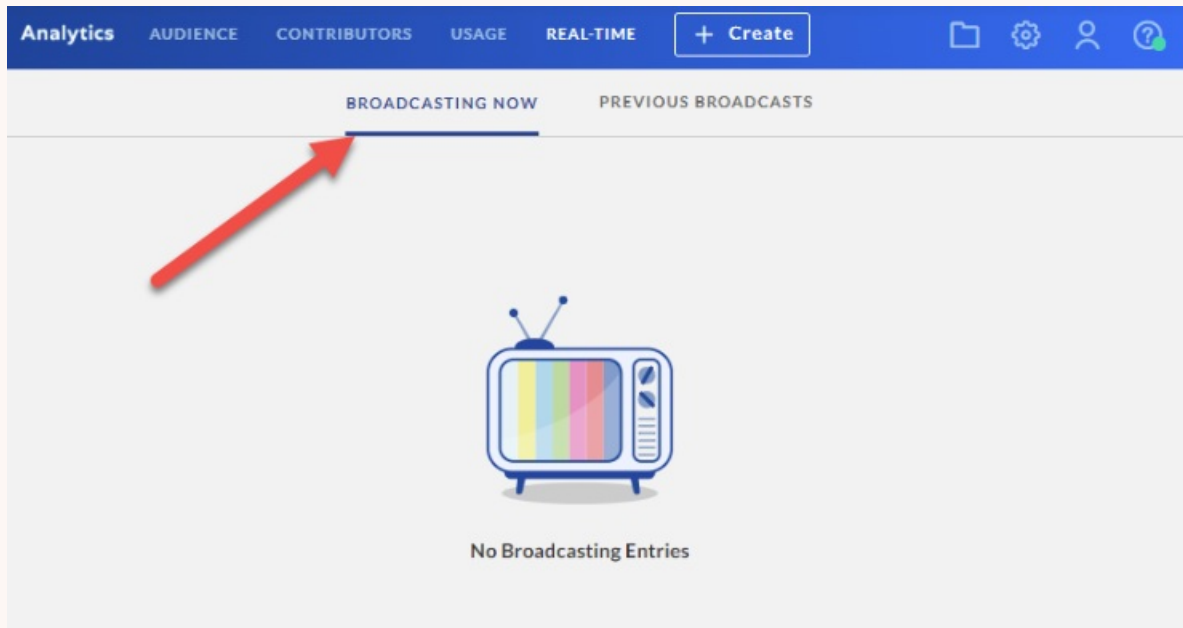 Analytics AUDIENCE CONTRIBUTORS USAGE REAL-TIME + Create
BROADCASTING NOW PREVIOUS BROADCASTS
No Broadcasting Entries